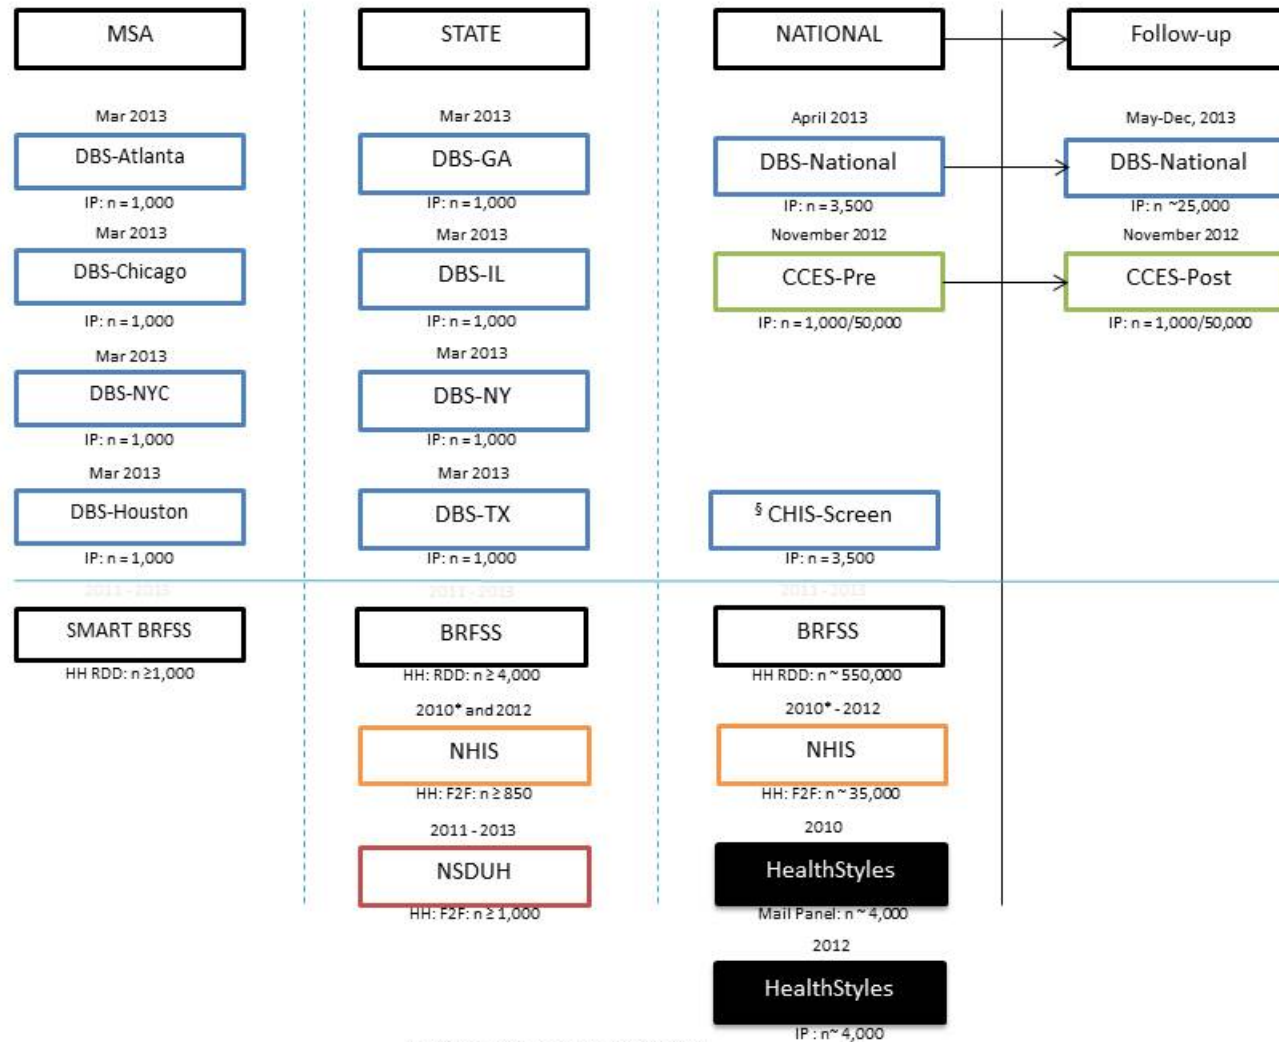 MSA
STATE
NATIONAL
Follow-up
Mar 2013
Mar 2013
April 2013
May-Dec, 2013
DBS-Atlanta
DBS-GA
DBS-National
DBS-National
IP: n = 1,000
IP: n = 1,000
IP: n = 3,500
IP: n ~25,000
Mar 2013
Mar 2013
November 2012
November 2012
DBS-Chicago
DBS-IL
CCES-Pre
CCES-Post
IP: n = 1,000
IP: n = 1,000
IP: n = 1,000/50,000
IP: n = 1,000/50,000
Mar 2013
Mar 2013
DBS-NYC
DBS-NY
IP: n = 1,000
IP: n = 1,000
Mar 2013
Mar 2013
DBS-Houston
DBS-TX
§ CHIS-Screen
IP: n = 1,000
IP: n = 1,000
IP: n = 3,500
2011 - 2013
2011 - 2013
2011 - 2013
SMART BRFSS
BRFSS
BRFSS
HH RDD: n ≥1,000
HH: RDD: n ≥ 4,000
HH RDD: n ~ 550,000
2010* and 2012
2010* - 2012
NHIS
NHIS
HH: F2F: n ≥ 850
HH: F2F: n ~ 35,000
2011 - 2013
2010
NSDUH
HealthStyles
HH: F2F: n ≥ 1,000
Mail Panel: n ~ 4,000
2012
HealthStyles
IP : n~ 4,000